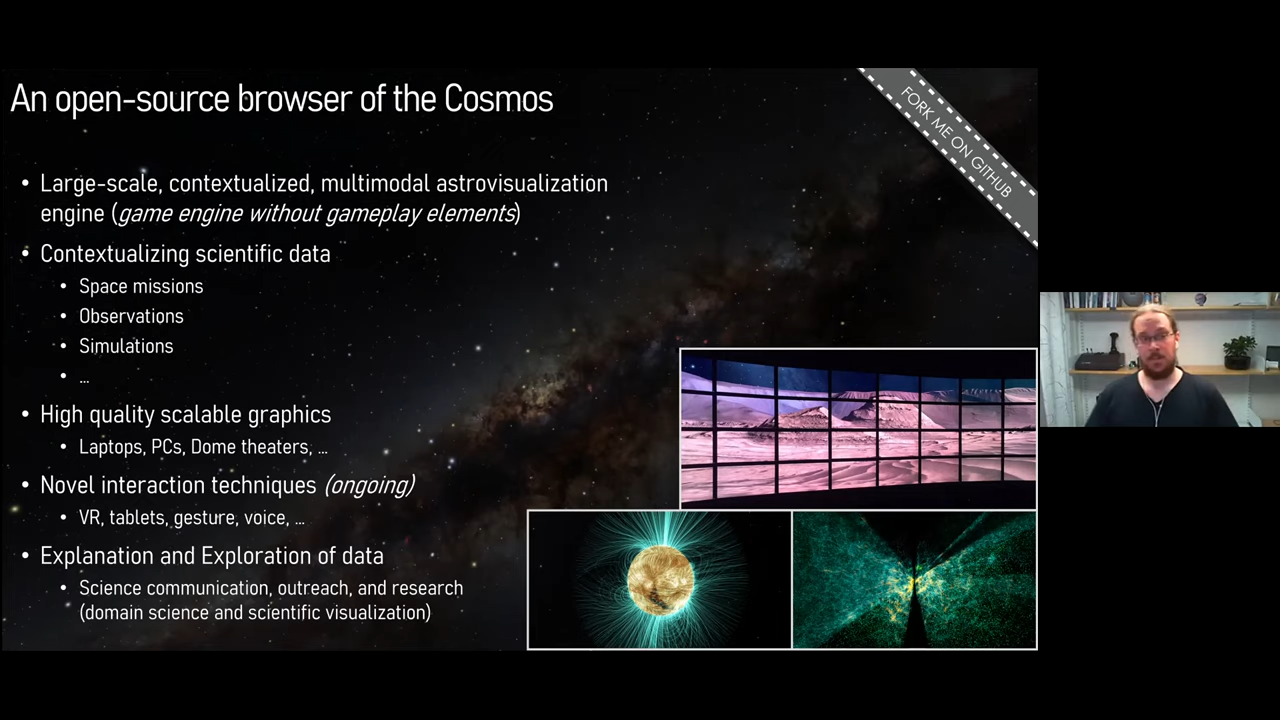 An open-source browser of the Cosmos
FORK ME ON GITHUB
• Large-scale, contextualized, multimodal astrovisualization
engine (game engine without gameplay elements)
• Contextualizing scientific data
• Space missions
• Observations
• Simulations
• ...
• High quality scalable graphics
• Laptops, PCs, Dome theaters, ...
• Novel interaction techniques (ongoing)
• VR, tablets, gesture, voice, ...
• Explanation and Exploration of data
• Science communication, outreach, and research
(domain science and scientific visualization)